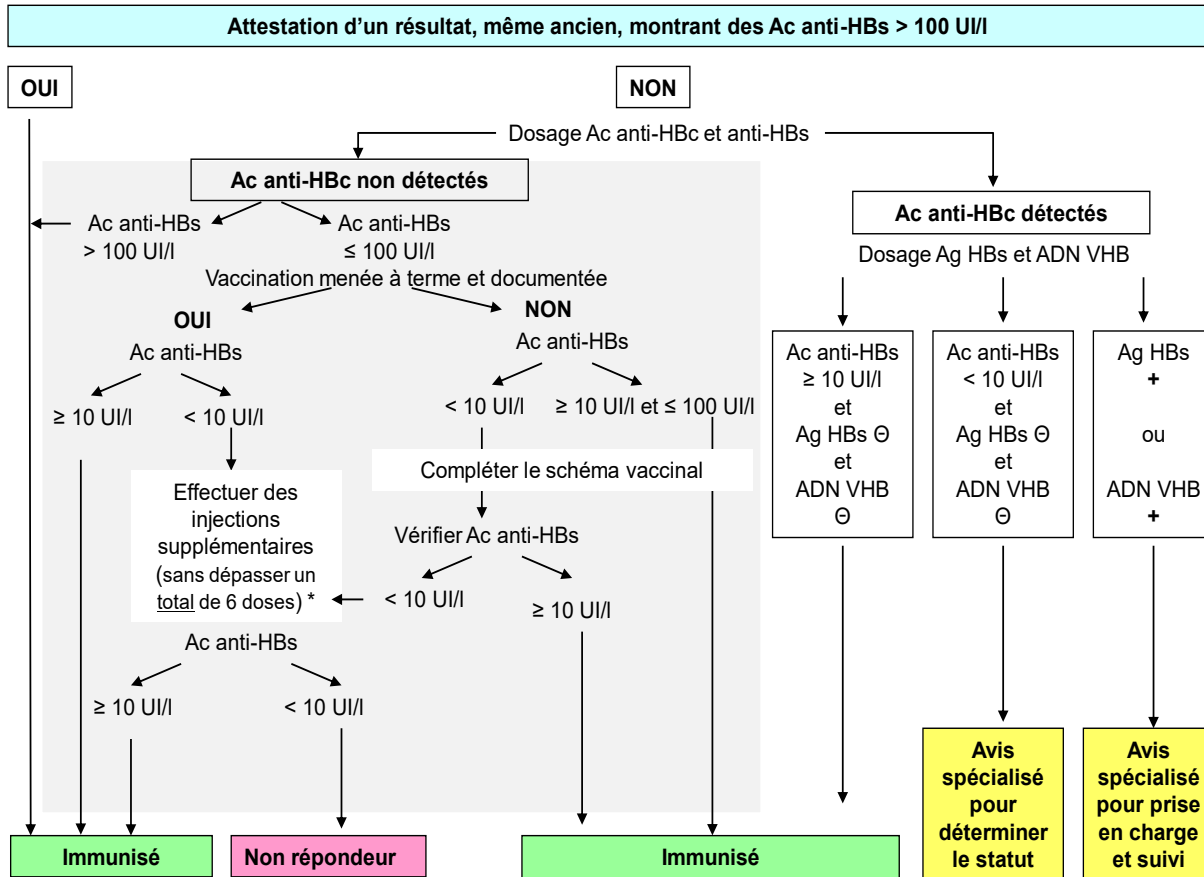 Attestation d’un résultat, même ancien, montrant des Ac anti-HBs > 100 UI/l
OUI
NON
Dosage Ac anti-HBc et anti-HBs
Ac anti-HBc non détectés
Ac anti-HBs
> 100 UI/l
Ac anti-HBs
≤ 100 UI/l
Vaccination menée à terme et documentée
OUI
Ac anti-HBs
≥ 10 UI/l
< 10 UI/l
Effectuer des
injections
supplémentaires
(sans dépasser un
total de 6 doses) *
Ac anti-HBs
≥ 10 UI/l
< 10 UI/l
NON
Ac anti-HBs
< 10 UI/l
≥ 10 UI/l et ≤ 100 UI/l
Compléter le schéma vaccinal
Vérifier Ac anti-HBs
< 10 UI/l
≥ 10 UI/l
Ac anti-HBc détectés
Dosage Ag HBs et ADN VHB
Ac anti-HBs
≥ 10 UI/l
et
Ag HBs Θ
et
ADN VHB
Θ
Ac anti-HBs
< 10 UI/l
et
Ag HBs Θ
et
ADN VHB
Θ
Ag HBs
+
ou
ADN VHB
+
Immunisé
Non répondeur
Immunisé
Avis
spécialisé
pour
déterminer
le statut
Avis
spécialisé
pour prise
en charge
et suivi